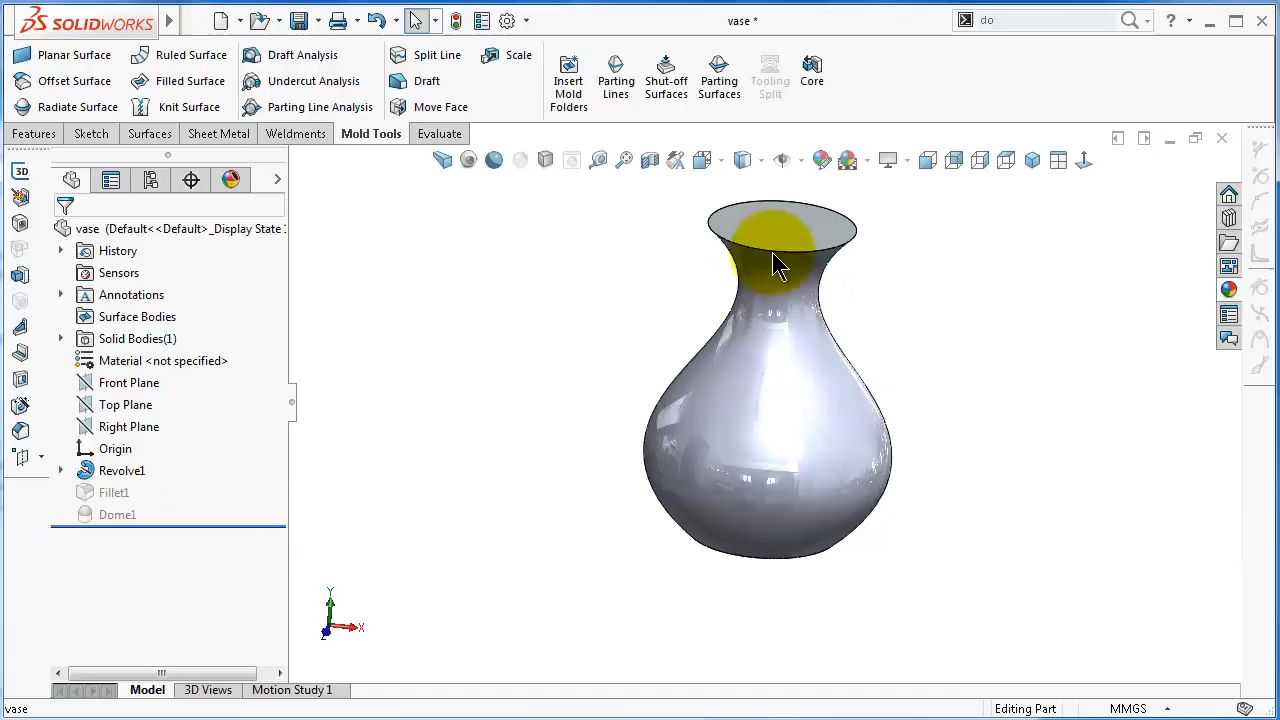 SOLIDWORKS
vase *
do
?
Planar Surface
Ruled Surface
Draft Analysis
Split Line
Scale
Offset Surface
Filled Surface
Undercut Analysis
Draft
Radiate Surface
Knit Surface
Parting Line Analysis
Move Face
Insert Mold Folders
Parting Lines
Shut-off Surfaces
Parting Surfaces
Tooling Split
Core
Features
Sketch
Surfaces
Sheet Metal
Weldments
Mold Tools
Evaluate
3D
vase (Default<<Default>_Display State
History
Sensors
Annotations
Surface Bodies
Solid Bodies(1)
Material <not specified>
Front Plane
Top Plane
Right Plane
Origin
Revolve1
Fillet1
Dome1
Y
X
Z
Model
3D Views
Motion Study 1
vase
Editing Part
MMGS